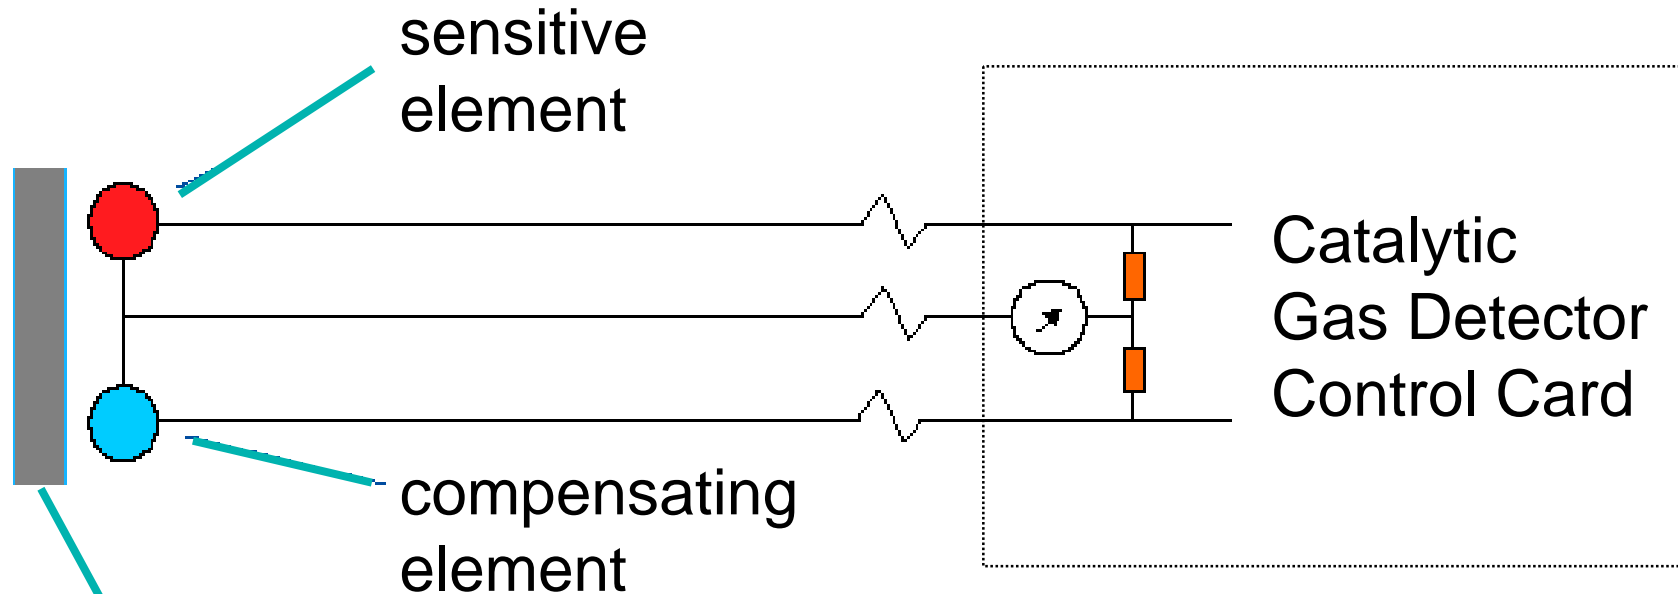 sensitive
element
Catalytic
Gas Detector
Control Card
compensating
element